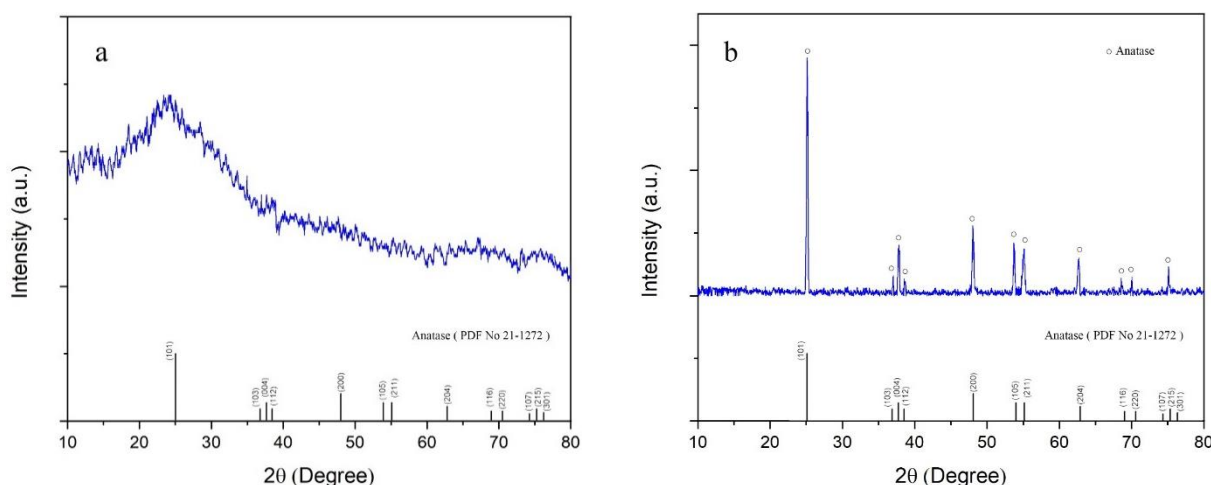 a
Intensity (a.u.)
Anatase ( PDF No 21-1272 )
(101)
(103)
(004)
(112)
(200)
(105)
(211)
(204)
(116)
(220)
(107)
(215)
(301)
10 20 30 40 50 60 70 80
2θ (Degree)
b
○ Anatase
Intensity (a.u.)
Anatase ( PDF No 21-1272 )
(101)
(103)
(004)
(112)
(200)
(105)
(211)
(204)
(116)
(220)
(107)
(215)
(301)
10 20 30 40 50 60 70 80
2θ (Degree)